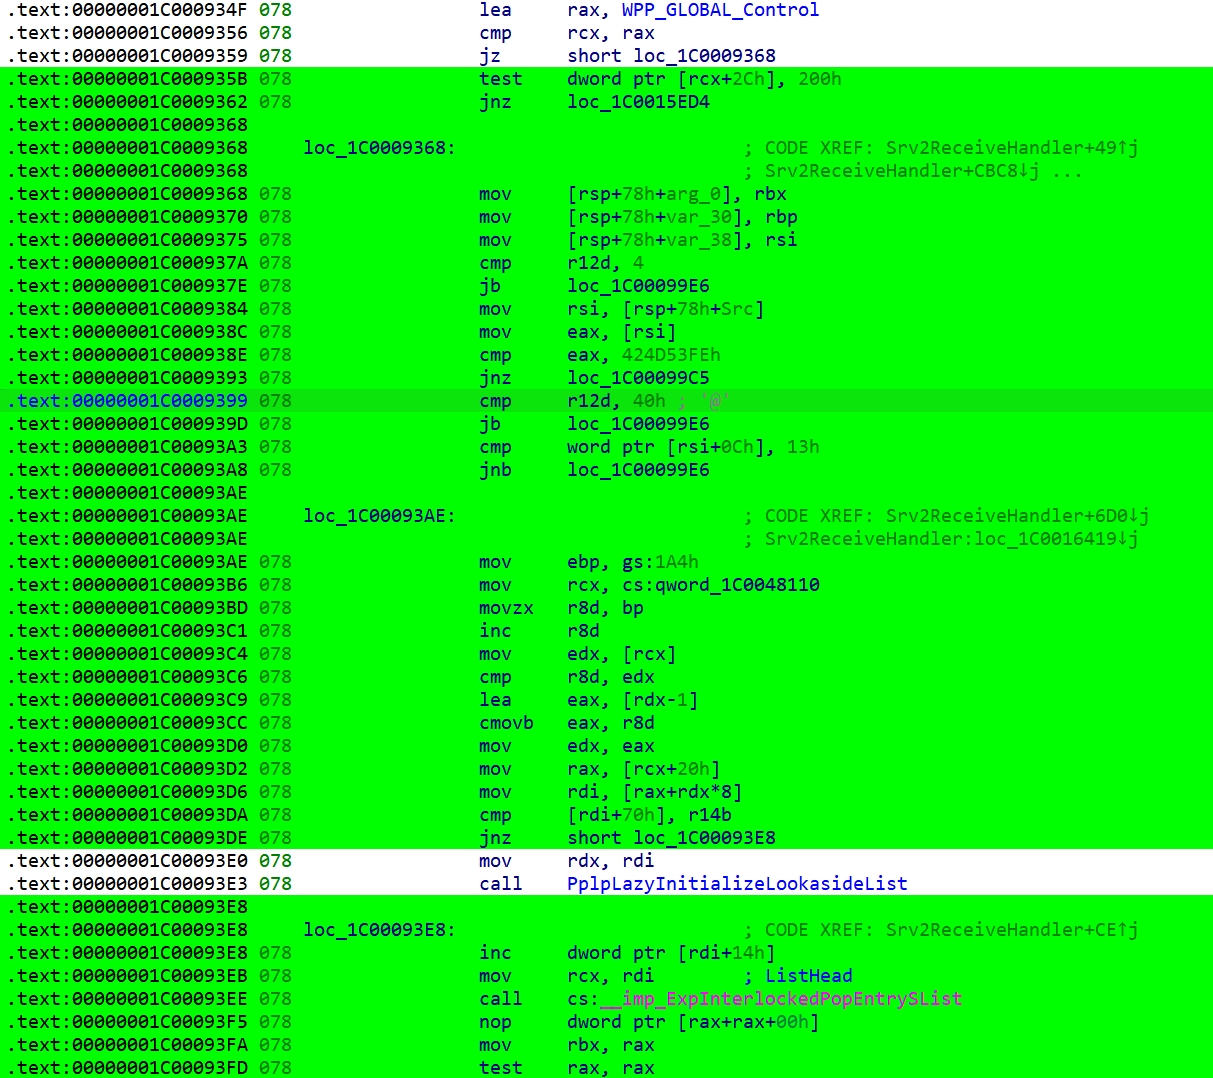 .text:00000001C000934F 078 lea rax, WPP_GLOBAL_Control
.text:00000001C0009356 078 cmp rcx, rax
.text:00000001C0009359 078 jz short loc_1C0009368
.text:00000001C000935B 078 test dword ptr [rcx+2Ch], 200h
.text:00000001C0009362 078 jnz loc_1C0015ED4
.text:00000001C0009368
.text:00000001C0009368 loc_1C0009368: ; CODE XREF: Srv2ReceiveHandler+49↑j
.text:00000001C0009368 ; Srv2ReceiveHandler+CBC8↓j ...
.text:00000001C0009368 078 mov [rsp+78h+arg_0], rbx
.text:00000001C0009370 078 mov [rsp+78h+var_30], rbp
.text:00000001C0009375 078 mov [rsp+78h+var_38], rsi
.text:00000001C000937A 078 cmp r12d, 4
.text:00000001C000937E 078 jb loc_1C00099E6
.text:00000001C0009384 078 mov rsi, [rsp+78h+Src]
.text:00000001C000938C 078 mov eax, [rsi]
.text:00000001C000938E 078 cmp eax, 424D53FEh
.text:00000001C0009393 078 jnz loc_1C00099C5
.text:00000001C0009399 078 cmp r12d, 40h ; '@'
.text:00000001C000939D 078 jb loc_1C00099E6
.text:00000001C00093A3 078 cmp word ptr [rsi+0Ch], 13h
.text:00000001C00093A8 078 jnb loc_1C00099E6
.text:00000001C00093AE
.text:00000001C00093AE loc_1C00093AE: ; CODE XREF: Srv2ReceiveHandler+6D0↓j
.text:00000001C00093AE ; Srv2ReceiveHandler:loc_1C0016419↓j
.text:00000001C00093AE 078 mov ebp, gs:1A4h
.text:00000001C00093B6 078 mov rcx, cs:qword_1C0048110
.text:00000001C00093BD 078 movzx r8d, bp
.text:00000001C00093C1 078 inc r8d
.text:00000001C00093C4 078 mov edx, [rcx]
.text:00000001C00093C6 078 cmp r8d, edx
.text:00000001C00093C9 078 lea eax, [rdx-1]
.text:00000001C00093CC 078 cmovb eax, r8d
.text:00000001C00093D0 078 mov edx, eax
.text:00000001C00093D2 078 mov rax, [rcx+20h]
.text:00000001C00093D6 078 mov rdi, [rax+rdx*8]
.text:00000001C00093DA 078 cmp [rdi+70h], r14b
.text:00000001C00093DE 078 jnz short loc_1C00093E8
.text:00000001C00093E0 078 mov rdx, rdi
.text:00000001C00093E3 078 call PplpLazyInitializeLookasideList
.text:00000001C00093E8
.text:00000001C00093E8 loc_1C00093E8: ; CODE XREF: Srv2ReceiveHandler+CE↑j
.text:00000001C00093E8 078 inc dword ptr [rdi+14h]
.text:00000001C00093EB 078 mov rcx, rdi ; ListHead
.text:00000001C00093EE 078 call cs:__imp_ExpInterlockedPopEntrySList
.text:00000001C00093F5 078 nop dword ptr [rax+rax+00h]
.text:00000001C00093FA 078 mov rbx, rax
.text:00000001C00093FD 078 test rax, rax